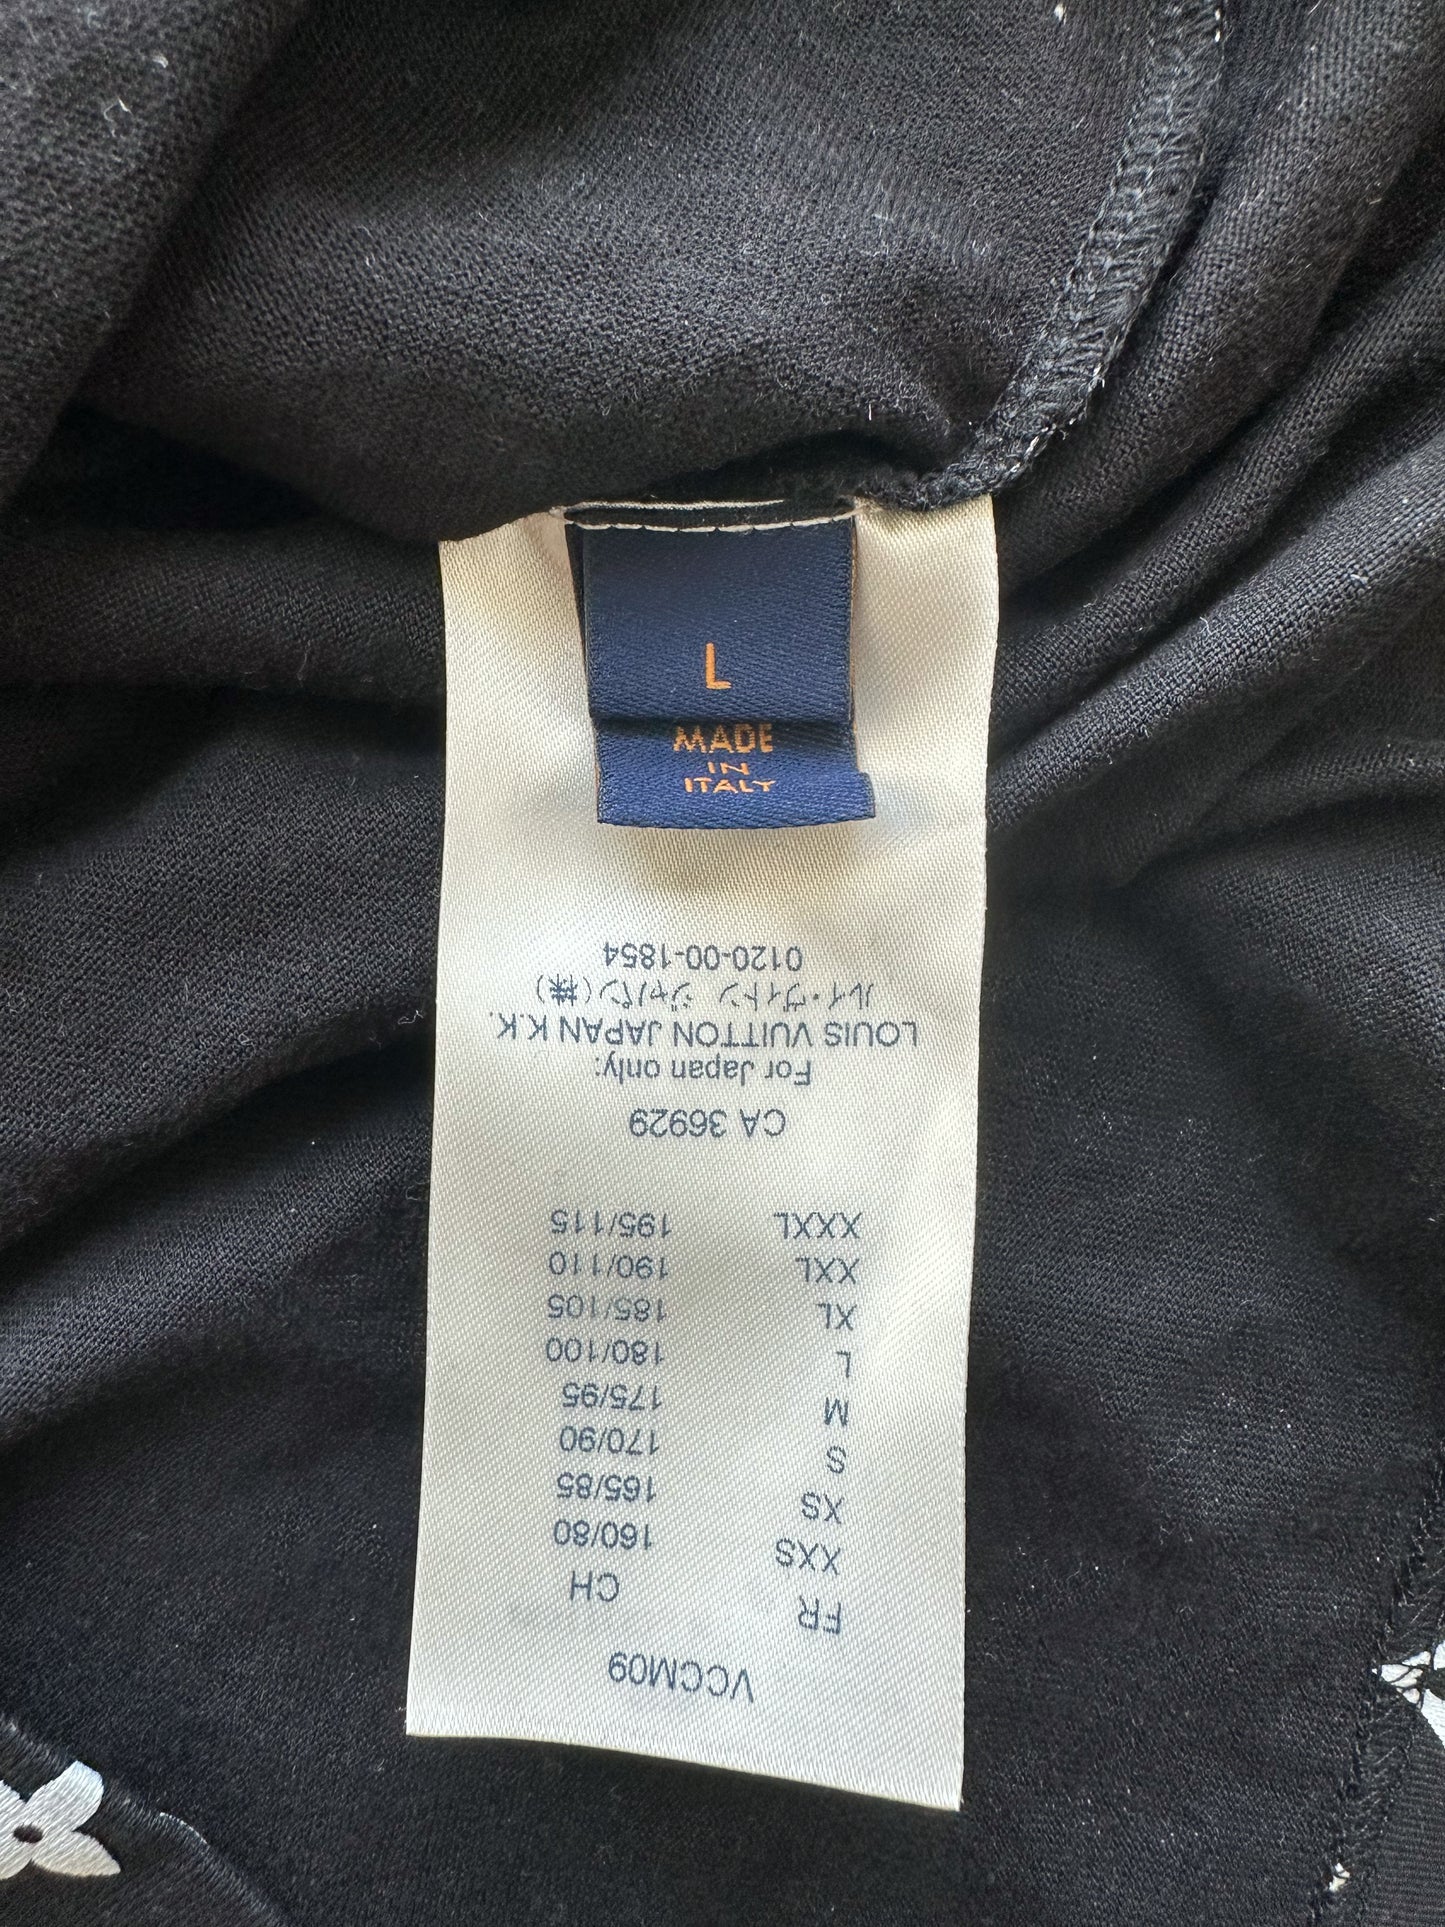 L
MADE
IN
ITALY
VCCM09
FR CH
XXS 160/80
XS 165/85
S 170/90
M 175/95
L 180/100
XL 185/105
XXL 190/110
XXXL 195/115
CA 36929
For Japan only:
LOUIS VUITTON JAPAN K.K.
ルイ・ヴィトン ジャパン(株)
0120-00-1854